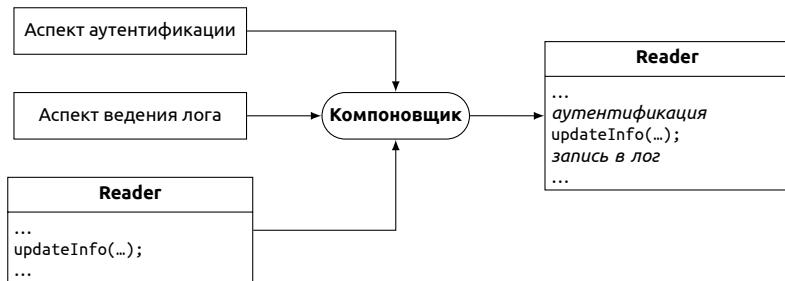 Аспект аутентификации
Аспект ведения лога
Компоновщик
Reader
...
updateInfo(…);
...
Reader
...
аутентификация
updateInfo(…);
запись в лог
...